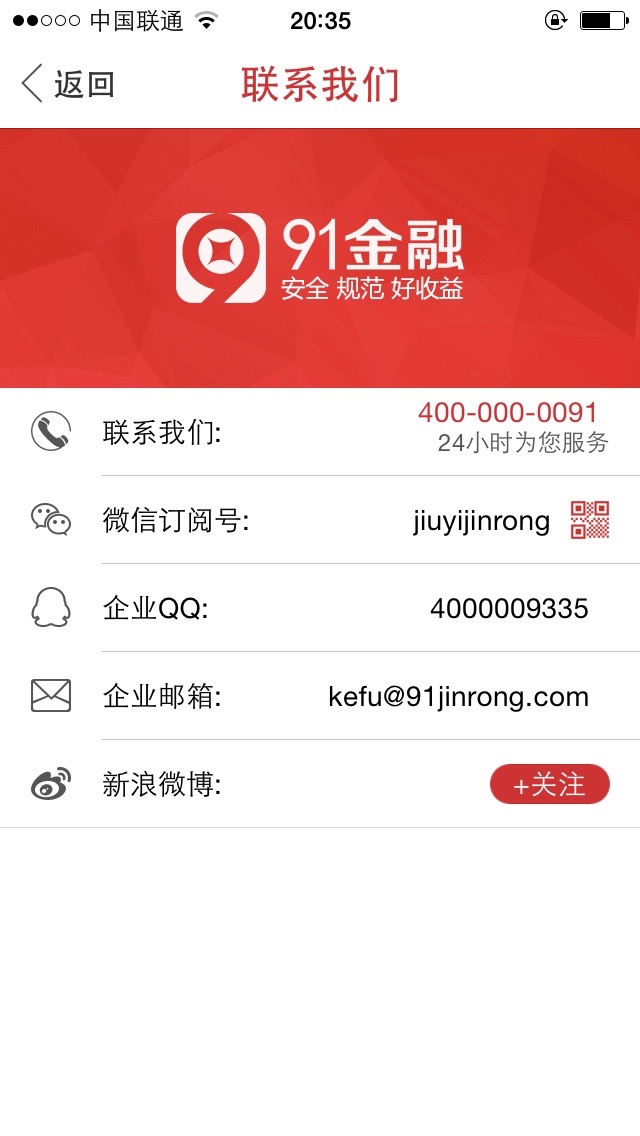 中国联通 20:35
返回 联系我们
91金融
安全 规范 好收益
联系我们: 400-000-0091
24小时为您服务
微信订阅号: jiuyijinrong
企业QQ: 4000009335
企业邮箱: kefu@91jinrong.com
新浪微博: +关注